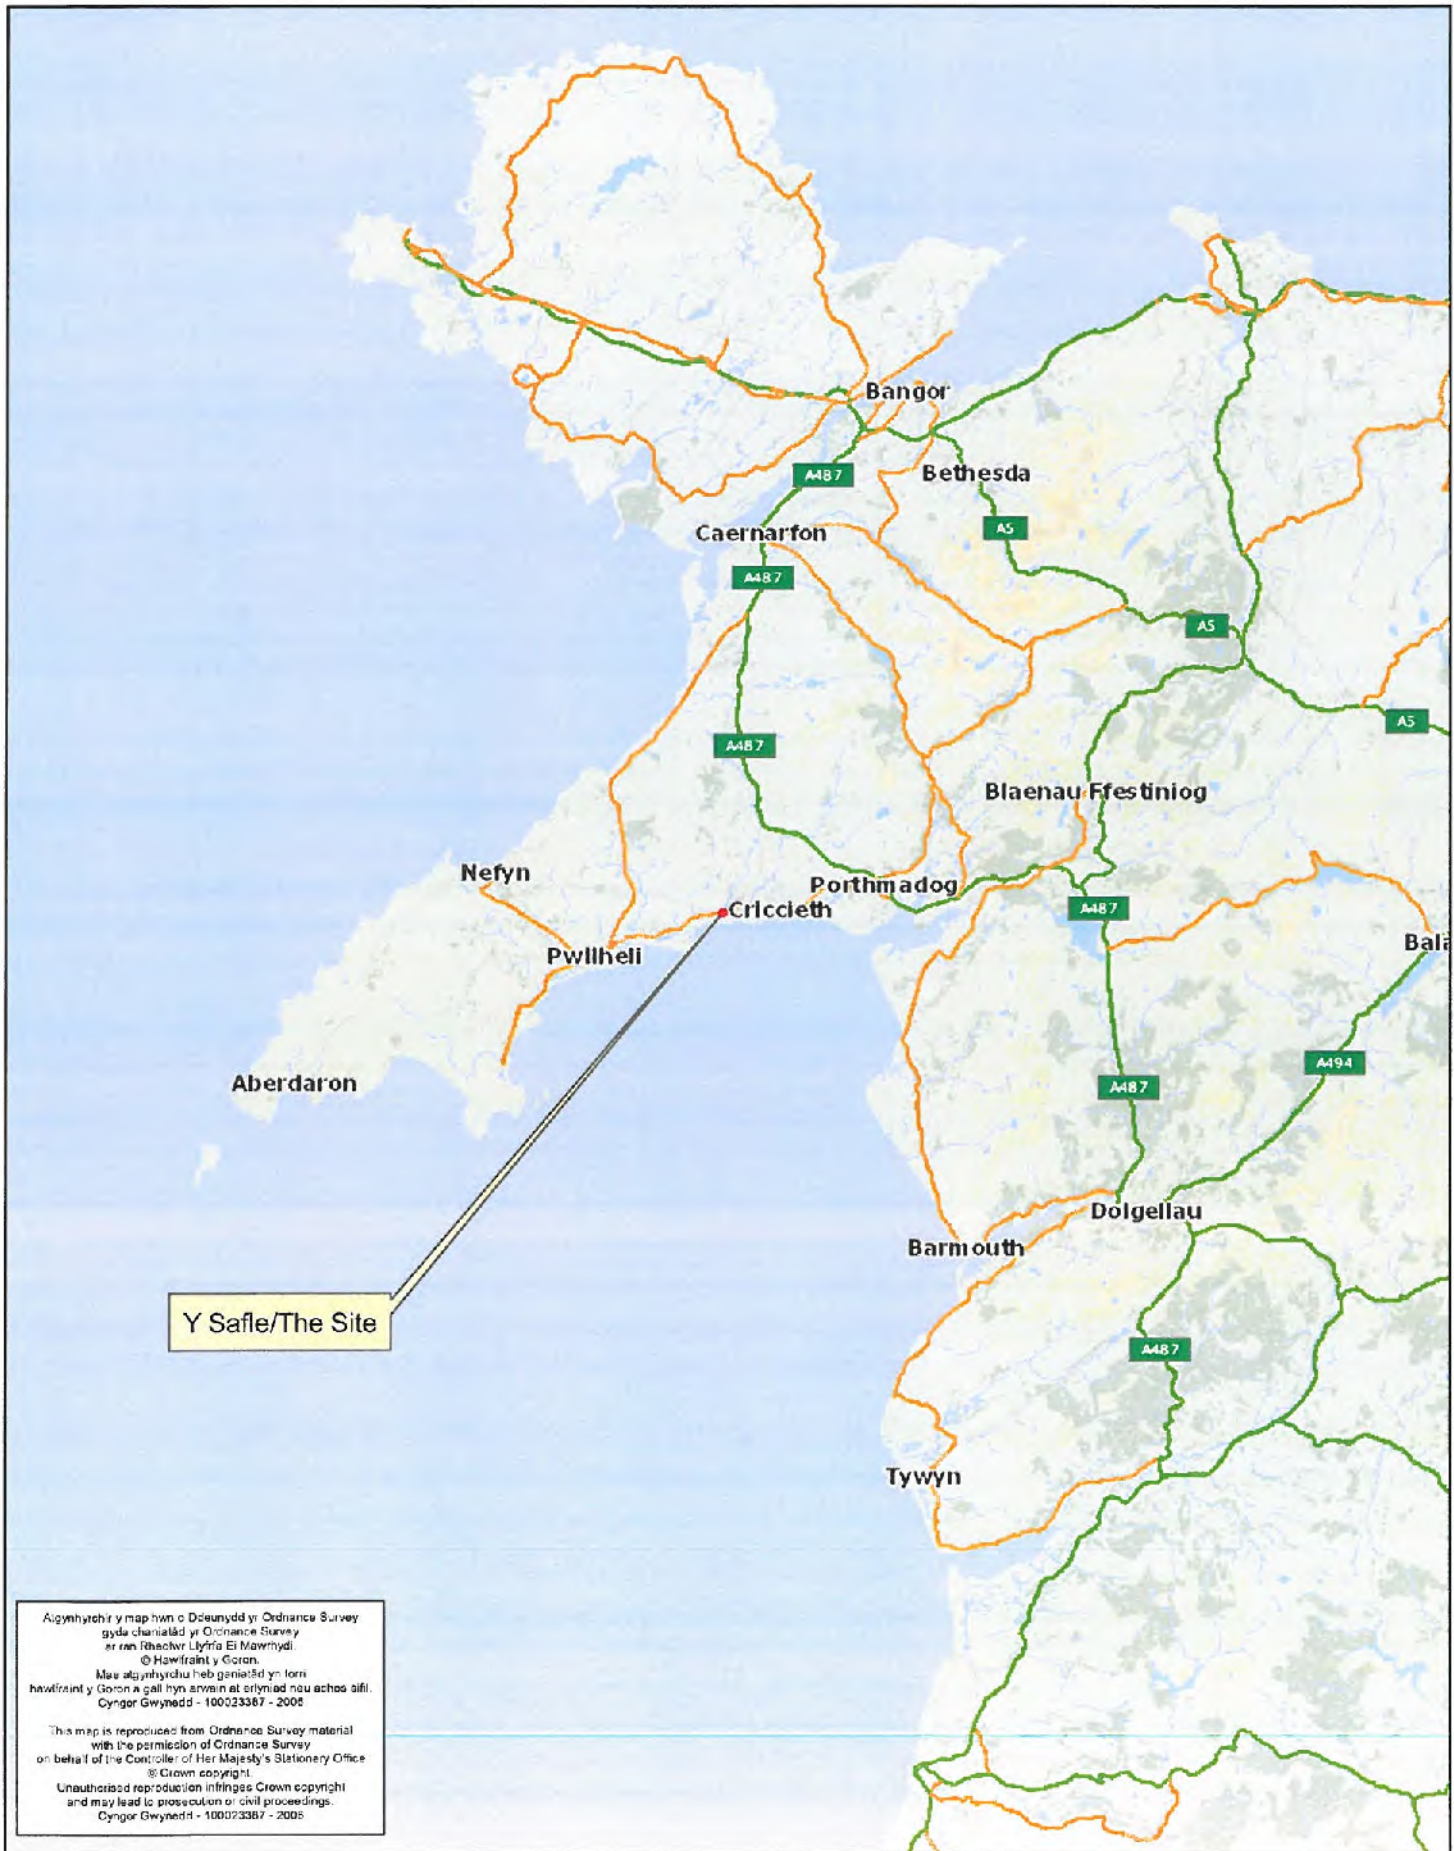 Bangor
Bethesda
A487
A5
Caernarfon
A487
A5
A5
A487
Blaenau Ffestiniog
Nefyn
Porthmadog
Criccieth
A487
Pwllheli
Bala
A494
Aberdaron
A487
Dolgellau
Barmouth
Y Safle/The Site
A487
Tywyn
Atgynhyrchir y map hwn o Ddeunydd yr Ordnance Survey
gyda chaniatâd yr Ordnance Survey
ar ran Rheolwr Llyfrfa Ei Mawrhydi.
© Hawlfraint y Goron.
Mae atgynhyrchu heb ganiatâd yn torri
hawlfraint y Goron a gall hyn arwain at erlyniad neu achos sifil.
Cyngor Gwynedd - 100023387 -
This map is reproduced from Ordnance Survey material
with the permission of Ordnance Survey
on behalf of the Controller of Her Majesty's Stationery Office
© Crown copyright.
Unauthorised reproduction infringes Crown copyright
and may lead to prosecution or civil proceedings.
Cyngor Gwynedd - 100023387 -